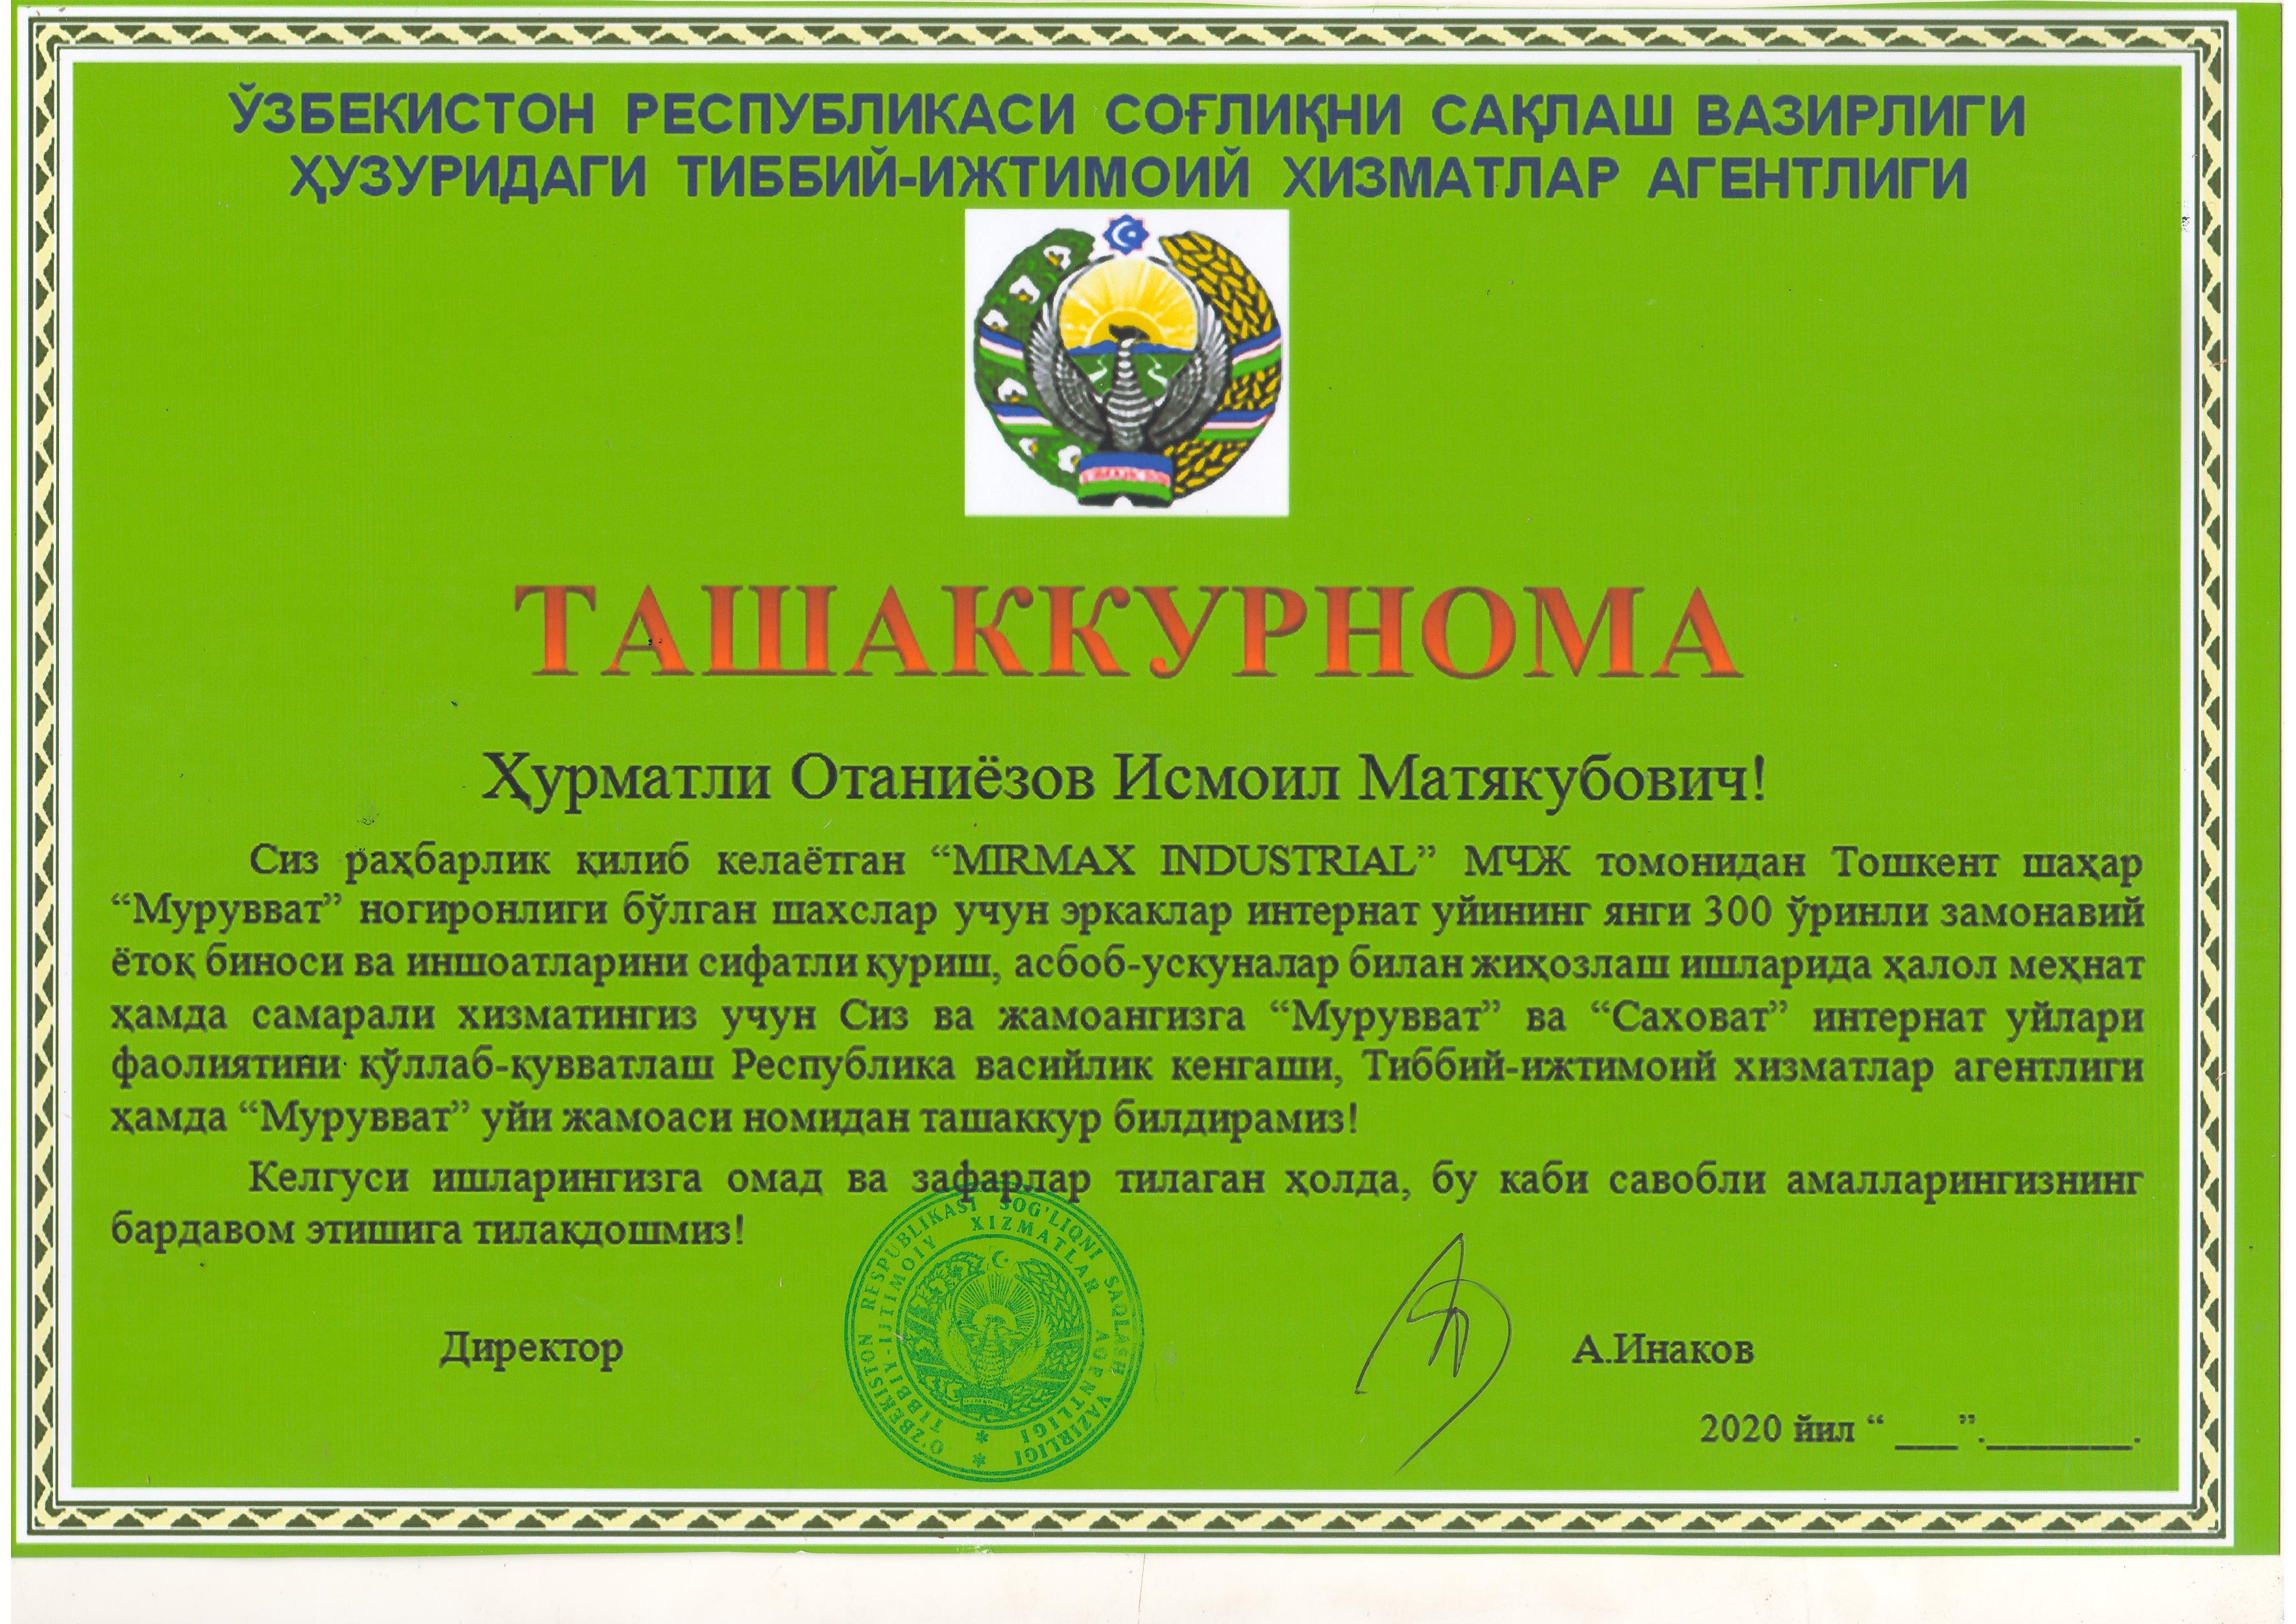 ЎЗБЕКИСТОН РЕСПУБЛИКАСИ СОҒЛИҚНИ САҚЛАШ ВАЗИРЛИГИ
ҲУЗУРИДАГИ ТИББИЙ-ИЖТИМОИЙ ХИЗМАТЛАР АГЕНТЛИГИ
ТАШАККУРНОМА
Ҳурматли Отаниёзов Исмоил Матякубович!
Сиз раҳбарлик қилиб келаётган “MIRMAX INDUSTRIAL” МЧЖ томонидан Тошкент шаҳар
“Мурувват” ногиронлиги бўлган шахслар учун эркаклар интернат уйининг янги 300 ўринли замонавий
ётоқ биноси ва иншоатларини сифатли қуриш, асбоб-ускуналар билан жиҳозлаш ишларида ҳалол меҳнат
ҳамда самарали хизматингиз учун Сиз ва жамоангизга “Мурувват” ва “Саховат” интернат уйлари
фаолиятини қўллаб-қувватлаш Республика васийлик кенгаши, Тиббий-ижтимоий хизматлар агентлиги
ҳамда “Мурувват” уйи жамоаси номидан ташаккур билдирамиз!
Келгуси ишларингизга омад ва зафарлар тилаган ҳолда, бу каби савобли амалларингизнинг
бардавом этишига тилакдошмиз!
O'ZBEKISTON RESPUBLIKASI SOG'LIQNI SAQLASH VAZIRLIGI
TIBBIY-IJTIMOIY XIZMATLAR AGENTLIGI
Директор
А.Инаков
2020 йил “ ___”._______.